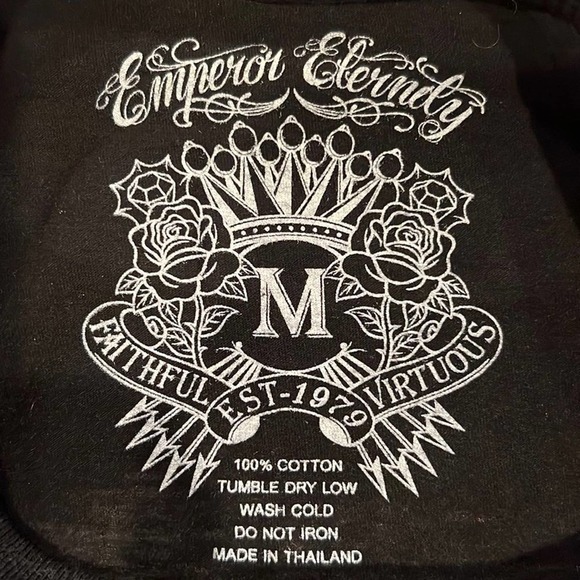 Emperor Eternity
M
FAITHFUL EST-1979 VIRTUOUS
100% COTTON
TUMBLE DRY LOW
WASH COLD
DO NOT IRON
MADE IN THAILAND